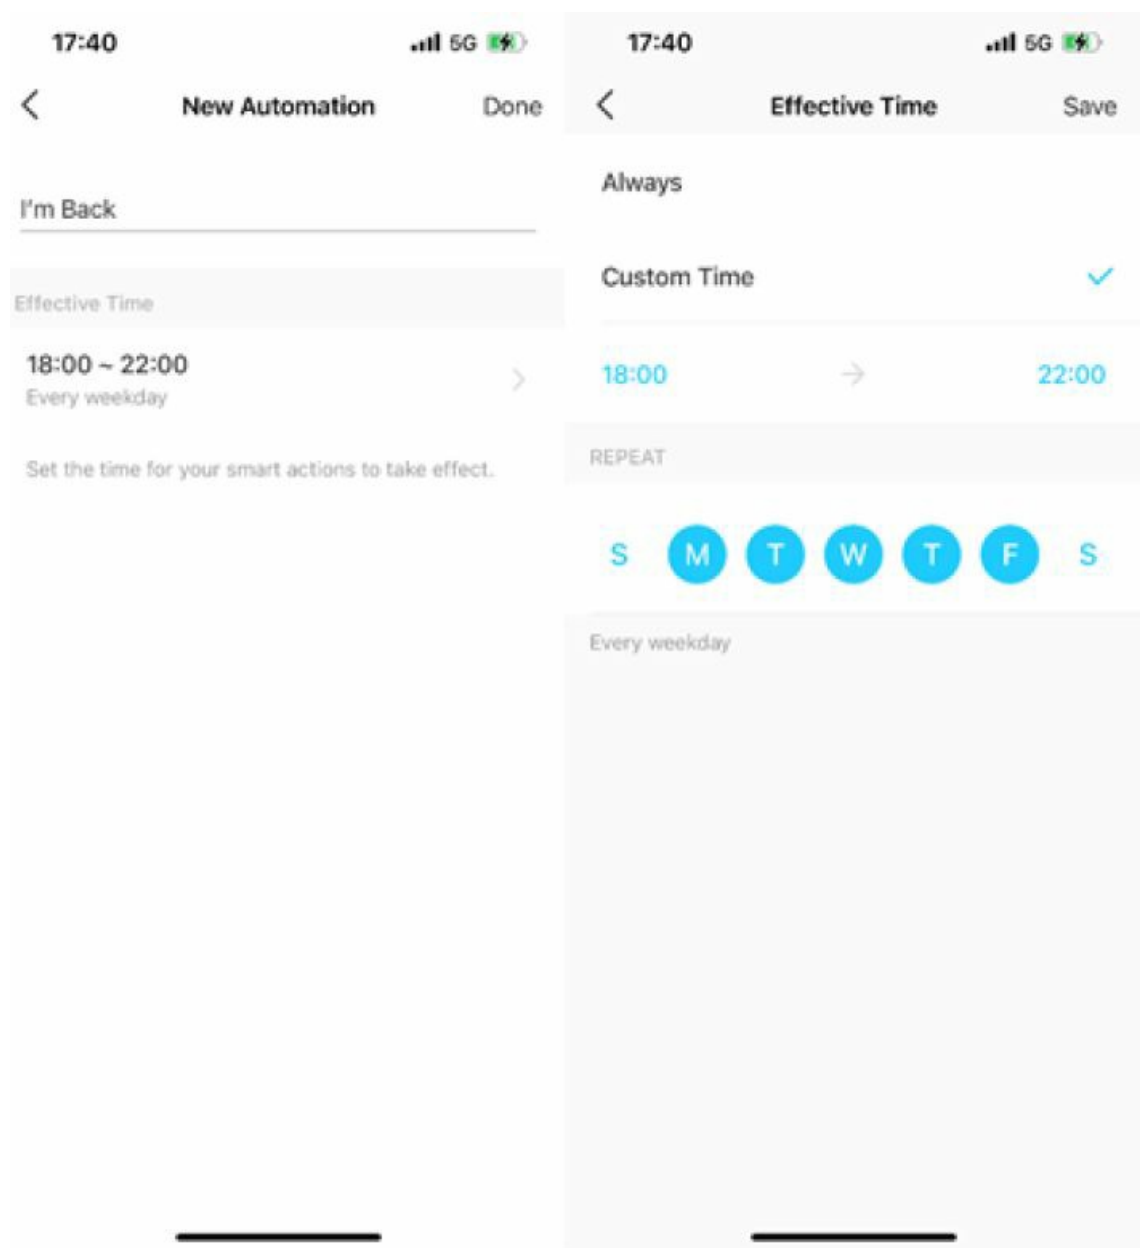 17:40
5G
New Automation
Done
I'm Back
Effective Time
18:00 ~ 22:00
Every weekday
Set the time for your smart actions to take effect.
17:40
5G
Effective Time
Save
Always
Custom Time
18:00
22:00
REPEAT
S M T W T F S
Every weekday